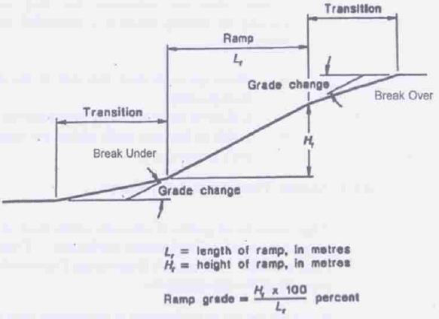 Transition
Ramp
Lr
Grade change
Break Over
Transition
Hr
Break Under
Grade change
Lr = length of ramp, in metres
Hr = height of ramp, in metres
Ramp grade = Hr x 100 / Lr percent